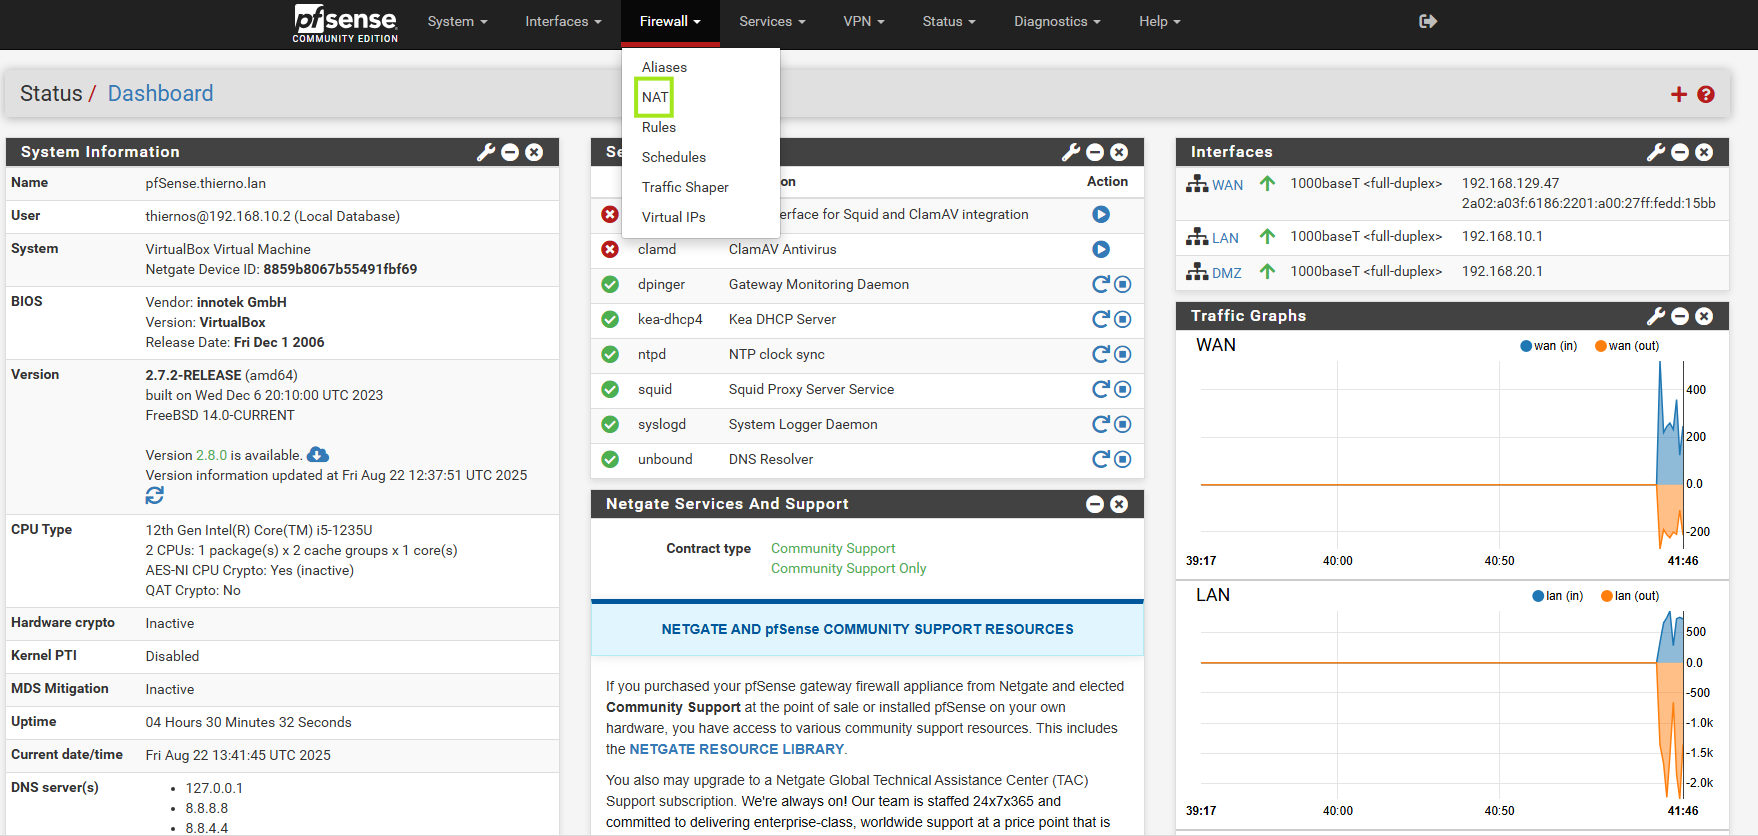 pfsense
COMMUNITY EDITION
System
Interfaces
Firewall
Services
VPN
Status
Diagnostics
Help
Aliases
NAT
Rules
Schedules
Traffic Shaper
Virtual IPs
Status / Dashboard
System Information
Name pfSense.thierno.lan
User thiernos@192.168.10.2 (Local Database)
System VirtualBox Virtual Machine
Netgate Device ID: 8859b8067b55491fbf69
BIOS Vendor: innotek GmbH
Version: VirtualBox
Release Date: Fri Dec 1 2006
Version 2.7.2-RELEASE (amd64)
built on Wed Dec 6 20:10:00 UTC 2023
FreeBSD 14.0-CURRENT
Version 2.8.0 is available.
Version information updated at Fri Aug 22 12:37:51 UTC 2025
CPU Type 12th Gen Intel(R) Core(TM) i5-1235U
2 CPUs: 1 package(s) x 2 cache groups x 1 core(s)
AES-NI CPU Crypto: Yes (inactive)
QAT Crypto: No
Hardware crypto Inactive
Kernel PTI Disabled
MDS Mitigation Inactive
Uptime 04 Hours 30 Minutes 32 Seconds
Current date/time Fri Aug 22 13:41:45 UTC 2025
DNS server(s) • 127.0.0.1
• 8.8.8.8
• 8.8.4.4
Action
for Squid and ClamAV integration
clamd ClamAV Antivirus
dpinger Gateway Monitoring Daemon
kea-dhcp4 Kea DHCP Server
ntpd NTP clock sync
squid Squid Proxy Server Service
syslogd System Logger Daemon
unbound DNS Resolver
Netgate Services And Support
Contract type Community Support
Community Support Only
NETGATE AND pfSense COMMUNITY SUPPORT RESOURCES
If you purchased your pfSense gateway firewall appliance from Netgate and elected
Community Support at the point of sale or installed pfSense on your own
hardware, you have access to various community support resources. This includes
the NETGATE RESOURCE LIBRARY.
You also may upgrade to a Netgate Global Technical Assistance Center (TAC)
Support subscription. We're always on! Our team is staffed 24x7x365 and
committed to delivering enterprise-class, worldwide support at a price point that is
Interfaces
WAN 1000baseT <full-duplex> 192.168.129.47
2a02:a03f:6186:2201:a00:27ff:fedd:15bb
LAN 1000baseT <full-duplex> 192.168.10.1
DMZ 1000baseT <full-duplex> 192.168.20.1
Traffic Graphs
WAN
wan (in) wan (out)
400
200
0.0
-200
39:17 40:00 40:50 41:46
LAN
lan (in) lan (out)
500
0.0
-500
-1.0k
-1.5k
-2.0k
39:17 40:00 40:50 41:46